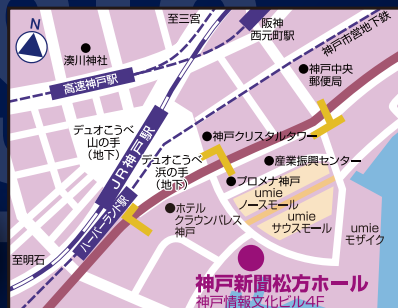 N
至三宮
阪神
西元町駅
神戸市営地下鉄
湊川神社
高速神戸駅
神戸中央
郵便局
デュオこうべ
山の手
(地下)
JR神戸駅
神戸クリスタルタワー
デュオこうべ
浜の手
(地下)
産業振興センター
プロメナ神戸
umie
ノースモール
ハーバーランド駅
ホテル
クラウンパレス
神戸
umie
サウスモール
umie
モザイク
至明石
神戸新聞松方ホール
神戸情報文化ビル4F